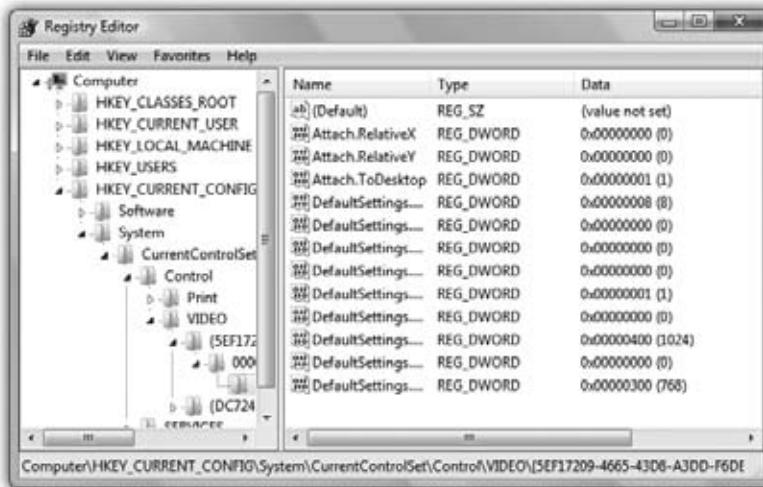 Registry Editor
File Edit View Favorites Help
Computer
HKEY_CLASSES_ROOT
HKEY_CURRENT_USER
HKEY_LOCAL_MACHINE
HKEY_USERS
HKEY_CURRENT_CONFIG
Software
System
CurrentControlSet
Control
Print
VIDEO
{5EF172
000
{DC724
SERVICES
Name Type Data
(Default) REG_SZ (value not set)
Attach.RelativeX REG_DWORD 0x00000000 (0)
Attach.RelativeY REG_DWORD 0x00000000 (0)
Attach.ToDesktop REG_DWORD 0x00000001 (1)
DefaultSettings.... REG_DWORD 0x00000008 (8)
DefaultSettings.... REG_DWORD 0x00000000 (0)
DefaultSettings.... REG_DWORD 0x00000000 (0)
DefaultSettings.... REG_DWORD 0x00000000 (0)
DefaultSettings.... REG_DWORD 0x00000001 (1)
DefaultSettings.... REG_DWORD 0x00000000 (0)
DefaultSettings.... REG_DWORD 0x00000400 (1024)
DefaultSettings.... REG_DWORD 0x00000000 (0)
DefaultSettings.... REG_DWORD 0x00000300 (768)
Computer\HKEY_CURRENT_CONFIG\System\CurrentControlSet\Control\VIDEO\{5EF17209-4665-43D8-A3DD-F6DE